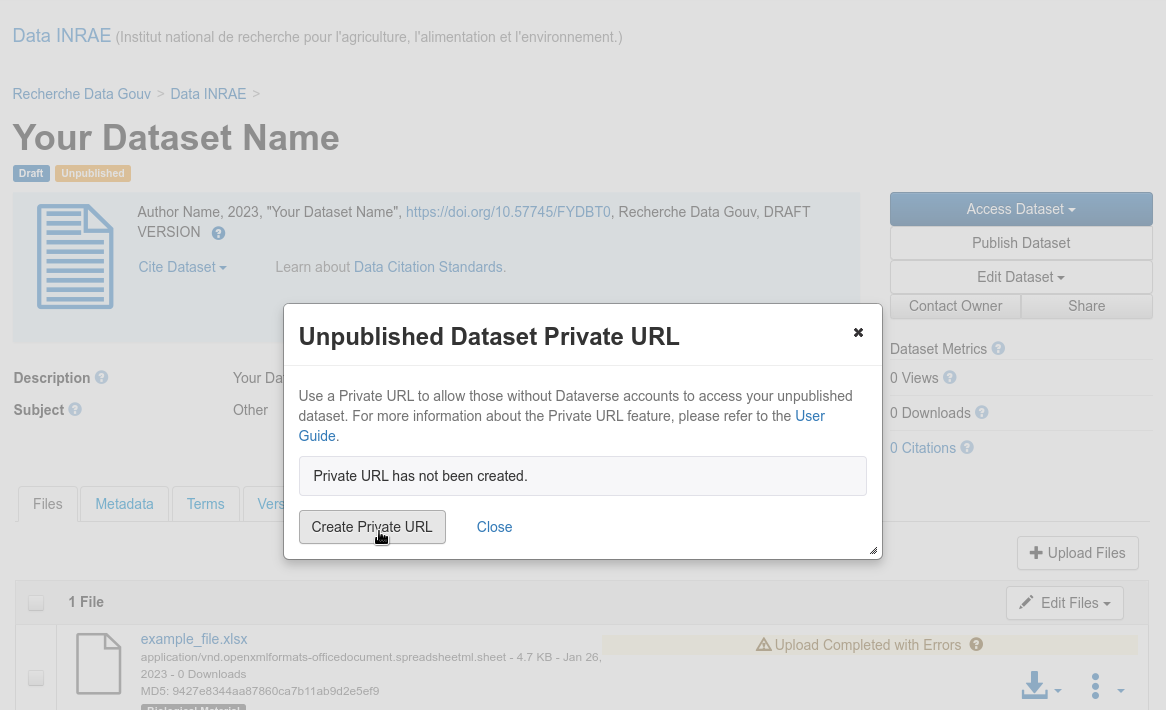 Data INRAE (Institut national de recherche pour l'agriculture, l'alimentation et l'environnement.)
Recherche Data Gouv > Data INRAE >
Your Dataset Name
Draft Unpublished
Author Name, 2023, "Your Dataset Name", https://doi.org/10.57745/FYDBT0, Recherche Data Gouv, DRAFT
VERSION ?
Cite Dataset Learn about Data Citation Standards.
Access Dataset
Publish Dataset
Edit Dataset
Contact Owner Share
Dataset Metrics ?
0 Views ?
0 Downloads ?
0 Citations ?
Description ? Your Da
Subject ? Other
Unpublished Dataset Private URL
Use a Private URL to allow those without Dataverse accounts to access your unpublished
dataset. For more information about the Private URL feature, please refer to the User
Guide.
Private URL has not been created.
Create Private URL Close
Files Metadata Terms Vers
Upload Files
1 File Edit Files
example_file.xlsx
application/vnd.openxmlformats-officedocument.spreadsheetml.sheet - 4.7 KB - Jan 26,
2023 - 0 Downloads
MD5: 9427e8344aa87860ca7b11ab9d2e5ef9
Biological Material
Upload Completed with Errors ?